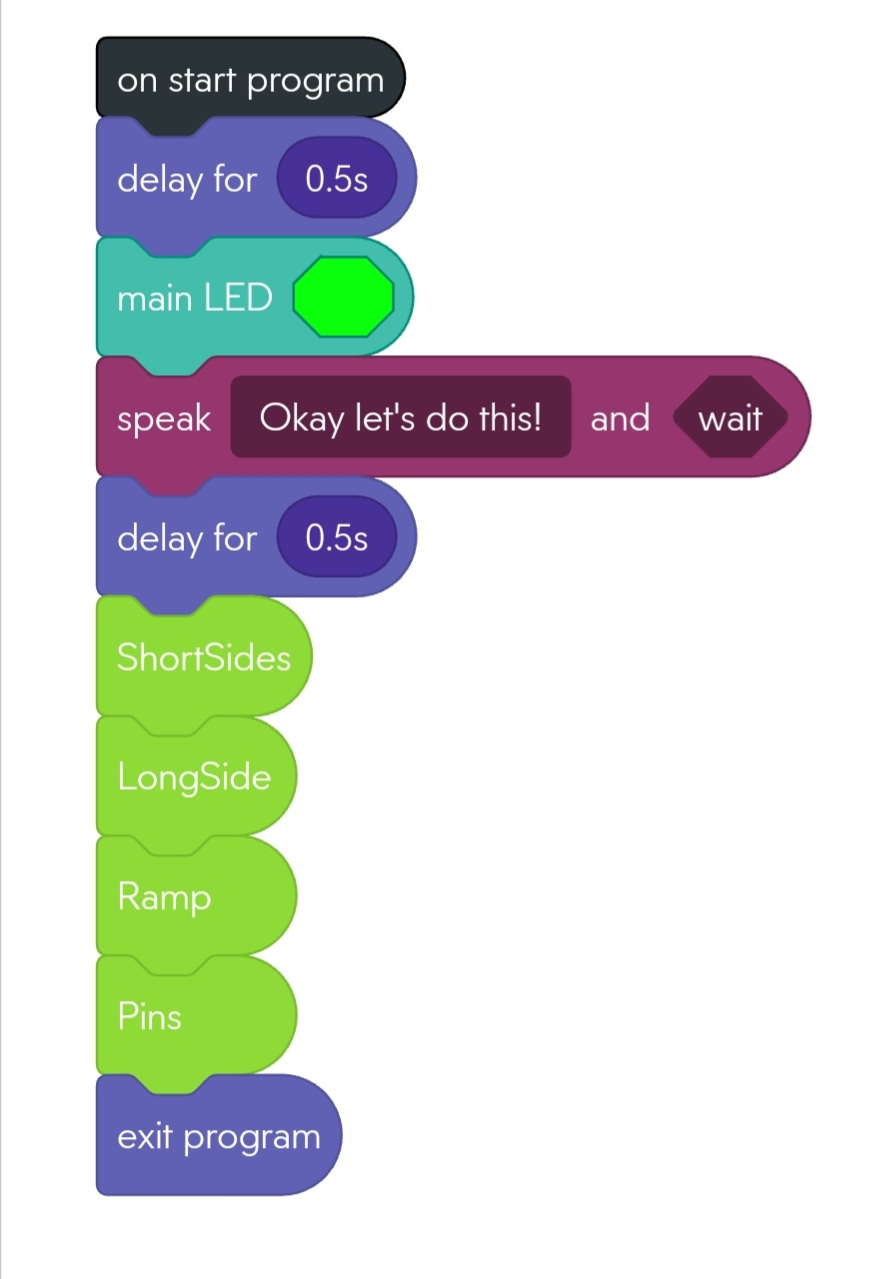 on start program
delay for 0.5s
main LED
speak Okay let's do this! and wait
delay for 0.5s
ShortSides
LongSide
Ramp
Pins
exit program